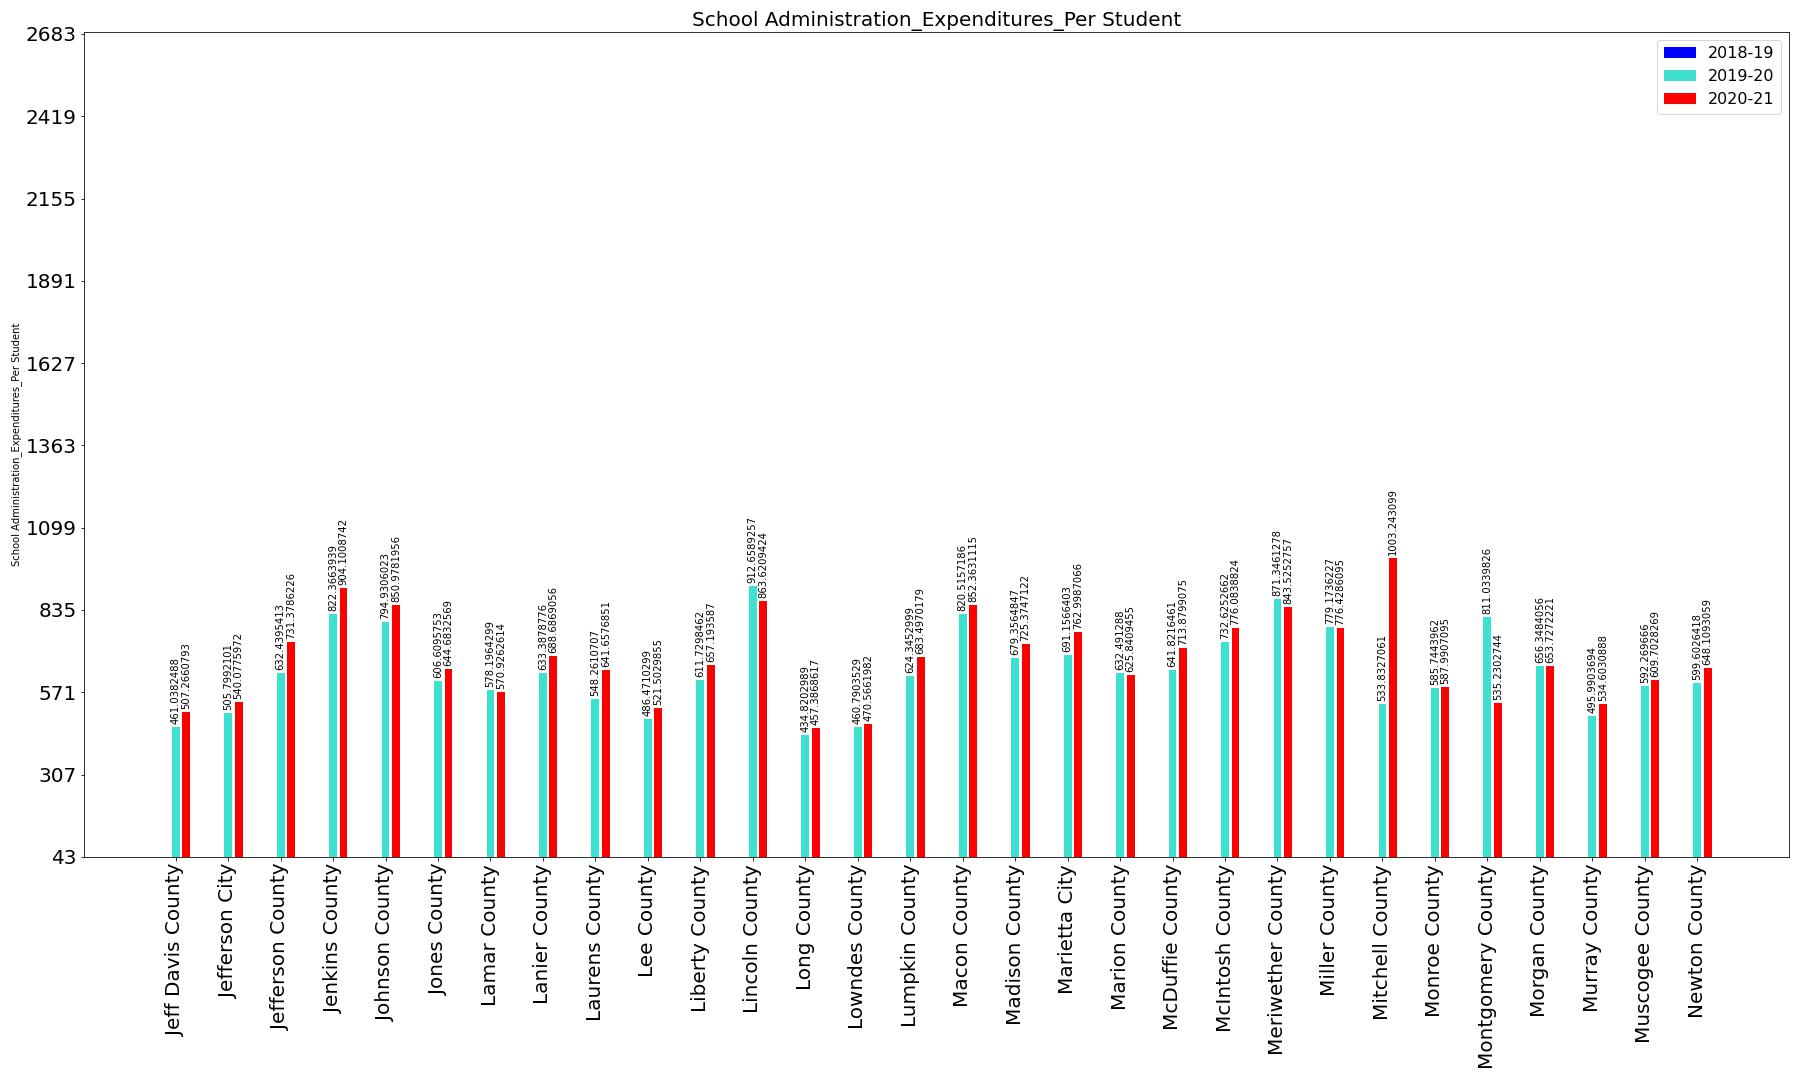 School Administration_Expenditures_Per Student
2018-19
2019-20
2020-21
School Administration_Expenditures_Per Student
2683
2419
2155
1891
1627
1363
1099
835
571
307
43
461.0382488
507.2660793
505.7992101
540.0775972
632.4395413
731.3786226
822.3663939
904.1008742
794.9306023
850.9781956
606.6095753
644.6832569
578.1964299
570.9262614
633.3878776
688.6869056
548.2610707
641.6576851
486.4710299
521.5029855
611.7298462
657.193587
912.6589257
863.6209424
434.8202989
457.3868617
460.7903529
470.5661982
624.3452999
683.4970179
820.5157186
852.3631115
679.3564847
725.3747122
691.1566403
762.9987066
632.491288
625.8409455
641.8216461
713.8799075
732.6252662
776.0838824
871.3461278
843.5252757
779.1736227
776.4286095
533.8327061
1003.243099
585.7443962
587.9907095
811.0339826
535.2302744
656.3484056
653.7272221
495.9903694
534.6030888
592.269666
609.7028269
599.6026418
648.1093059
Jeff Davis County
Jefferson City
Jefferson County
Jenkins County
Johnson County
Jones County
Lamar County
Lanier County
Laurens County
Lee County
Liberty County
Lincoln County
Long County
Lowndes County
Lumpkin County
Macon County
Madison County
Marietta City
Marion County
McDuffie County
McIntosh County
Meriwether County
Miller County
Mitchell County
Monroe County
Montgomery County
Morgan County
Murray County
Muscogee County
Newton County